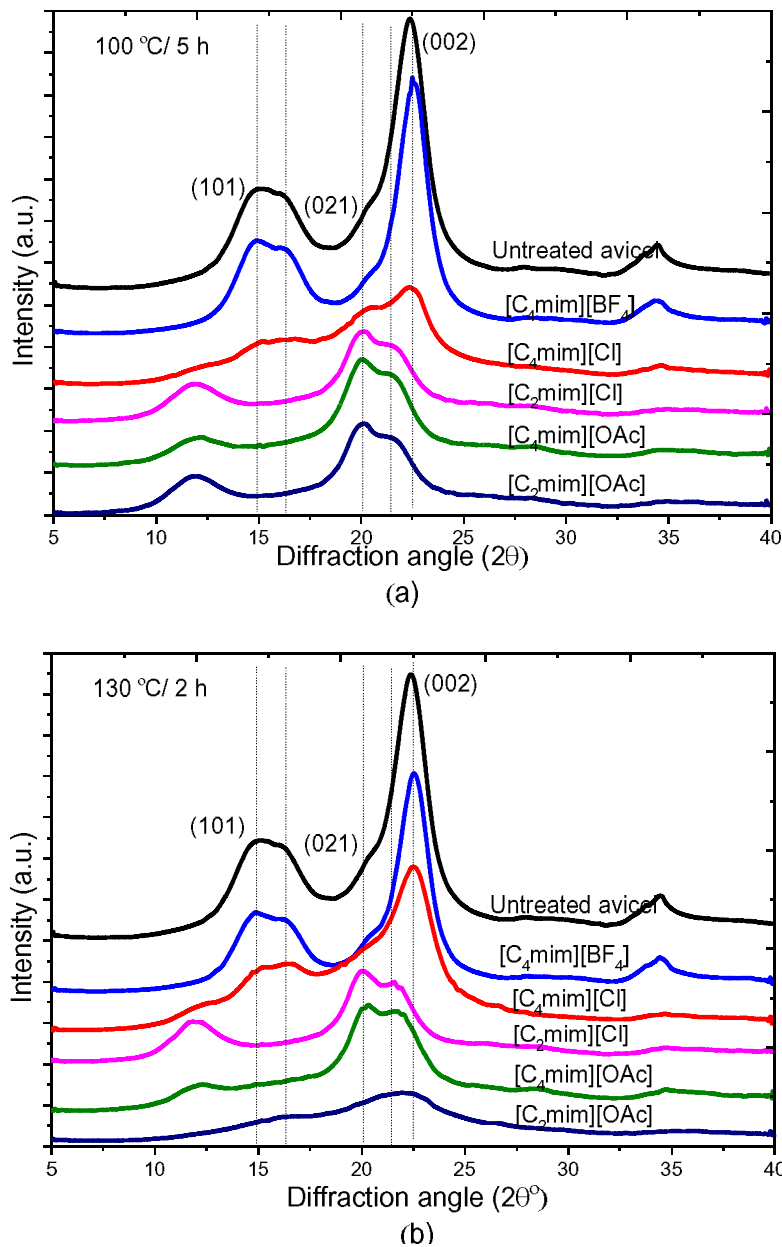 100 ºC/ 5 h
(002)
(101)
(021)
Untreated avicel
[C₄mim][BF₄]
[C₄mim][Cl]
[C₂mim][Cl]
[C₄mim][OAc]
[C₂mim][OAc]
Intensity (a.u.)
5 10 15 20 25 30 35 40
Diffraction angle (2θ)
(a)
130 ºC/ 2 h
(002)
(101)
(021)
Untreated avicel
[C₄mim][BF₄]
[C₄mim][Cl]
[C₂mim][Cl]
[C₄mim][OAc]
[C₂mim][OAc]
Intensity (a.u.)
5 10 15 20 25 30 35 40
Diffraction angle (2θº)
(b)